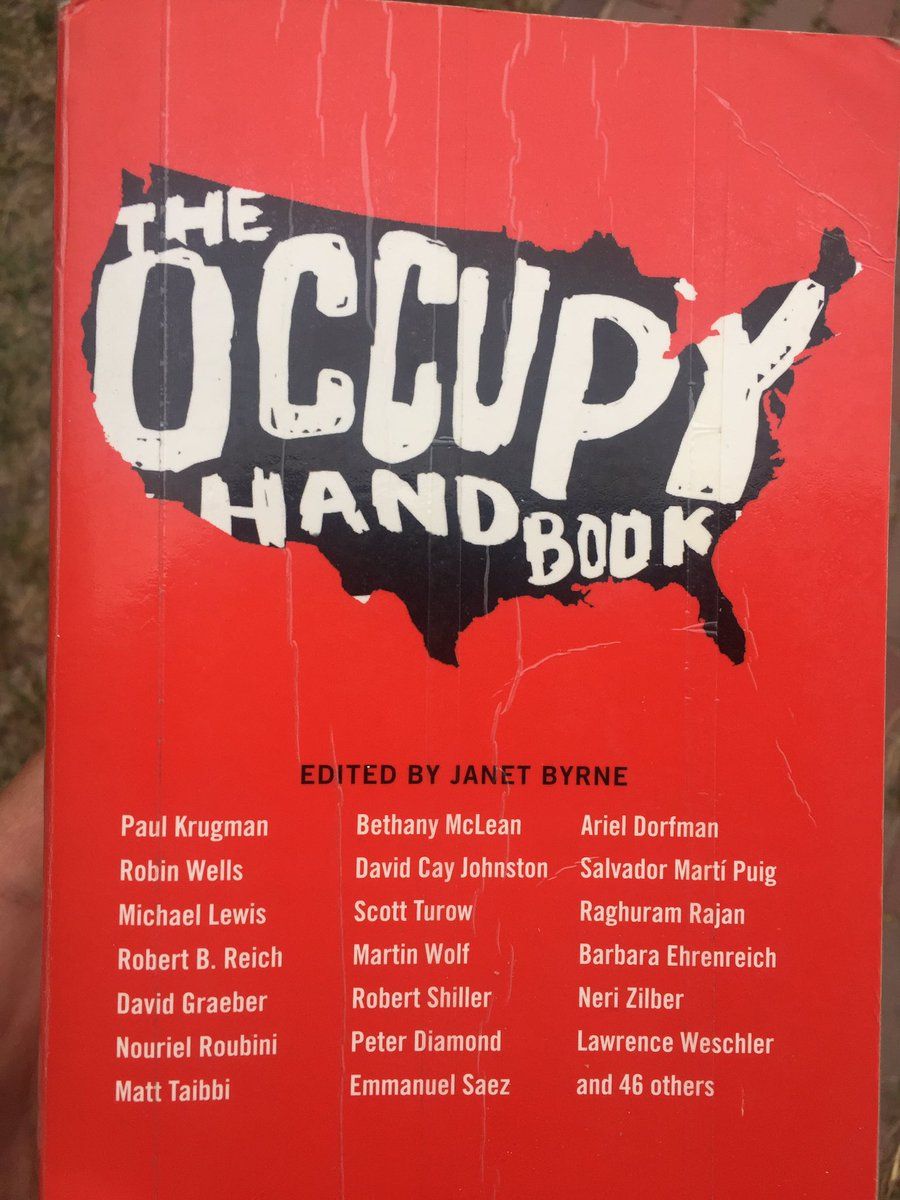 THE
OCCUPY
HAND
BOOK
EDITED BY JANET BYRNE
Paul Krugman
Robin Wells
Michael Lewis
Robert B. Reich
David Graeber
Nouriel Roubini
Matt Taibbi
Bethany McLean
David Cay Johnston
Scott Turow
Martin Wolf
Robert Shiller
Peter Diamond
Emmanuel Saez
Ariel Dorfman
Salvador Martí Puig
Raghuram Rajan
Barbara Ehrenreich
Neri Zilber
Lawrence Weschler
and 46 others